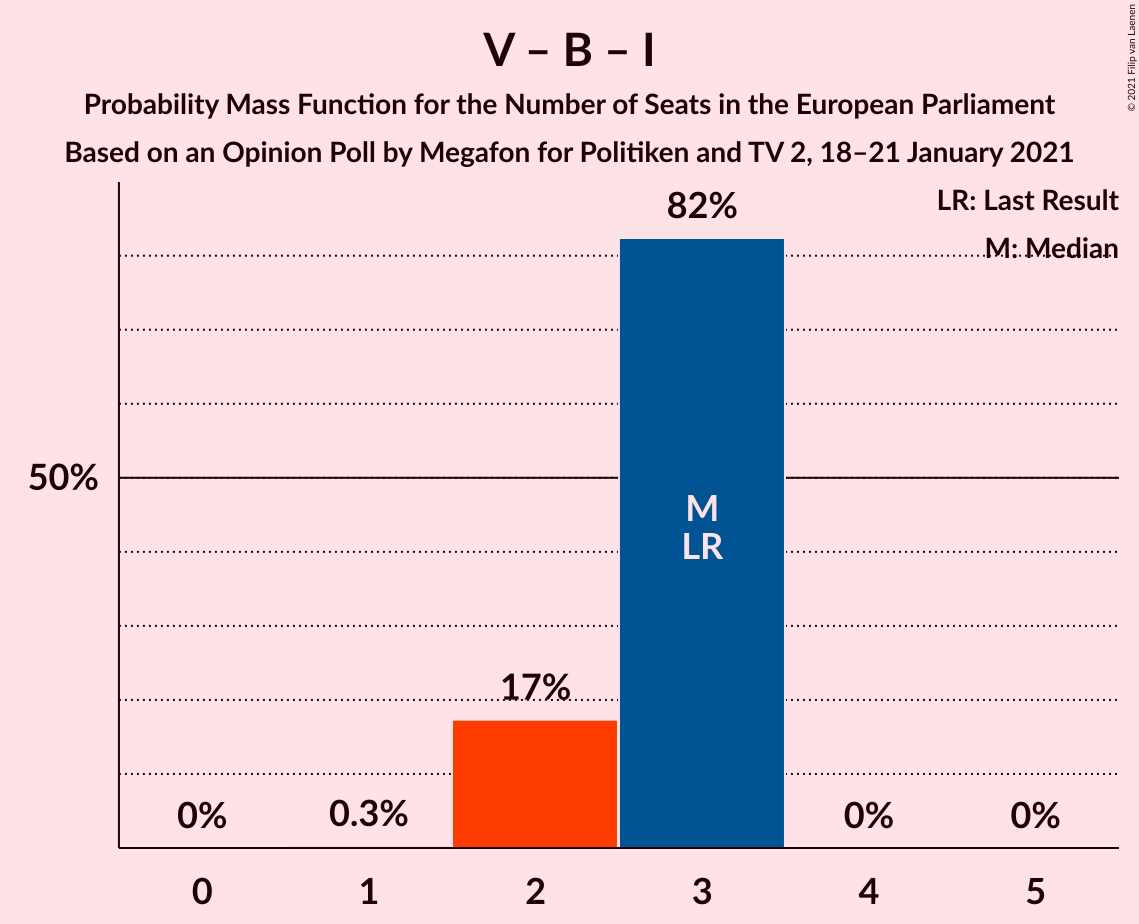 V – B – I
Probability Mass Function for the Number of Seats in the European Parliament
Based on an Opinion Poll by Megafon for Politiken and TV 2, 18–21 January 2021
© 2021 Filip van Laenen
LR: Last Result
M: Median
82%
50%
M
LR
17%
0%
0.3%
0%
0%
0
1
2
3
4
5